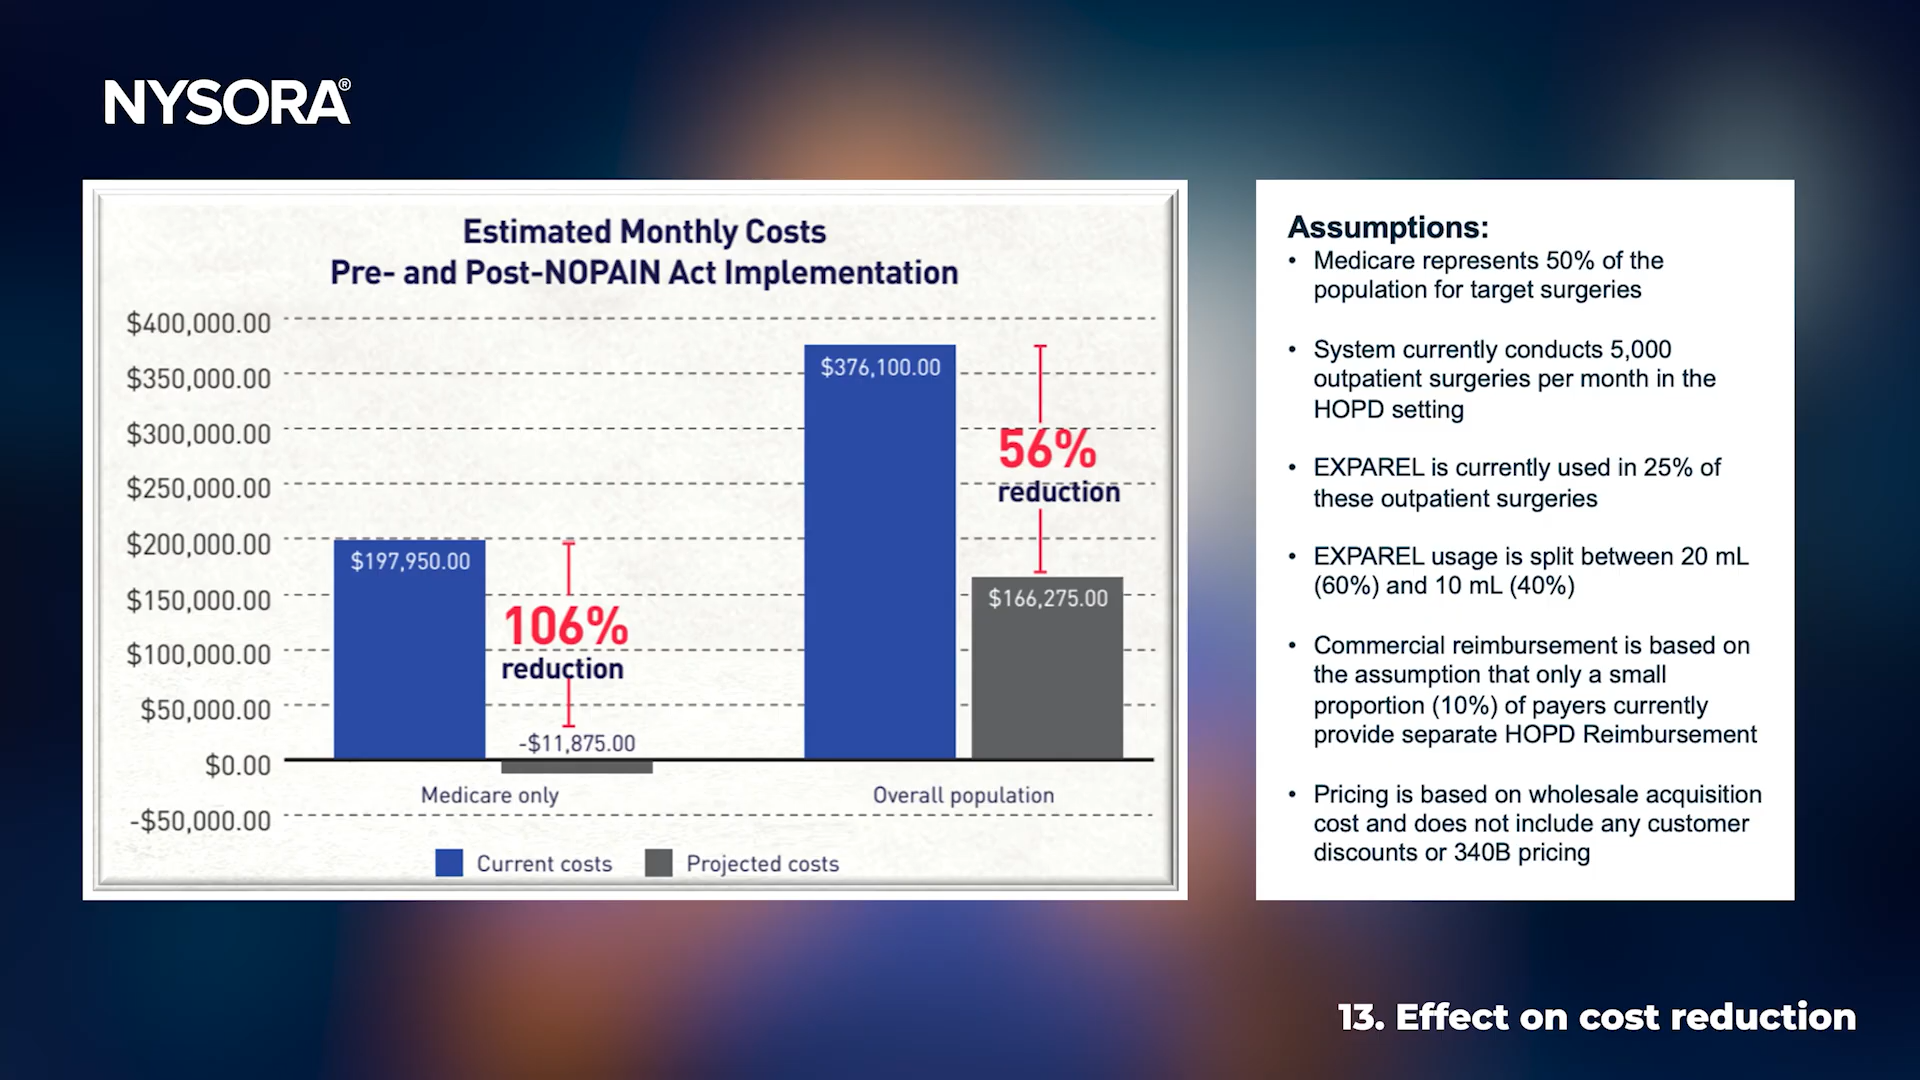 NYSORA®
Estimated Monthly Costs
Pre- and Post-NOPAIN Act Implementation
$400,000.00
$350,000.00
$300,000.00
$250,000.00
$200,000.00
$150,000.00
$100,000.00
$50,000.00
$0.00
-$50,000.00
$197,950.00
106%
reduction
-$11,875.00
$376,100.00
56%
reduction
$166,275.00
Medicare only
Overall population
Current costs
Projected costs
Assumptions:
• Medicare represents 50% of the
population for target surgeries
• System currently conducts 5,000
outpatient surgeries per month in the
HOPD setting
• EXPAREL is currently used in 25% of
these outpatient surgeries
• EXPAREL usage is split between 20 mL
(60%) and 10 mL (40%)
• Commercial reimbursement is based on
the assumption that only a small
proportion (10%) of payers currently
provide separate HOPD Reimbursement
• Pricing is based on wholesale acquisition
cost and does not include any customer
discounts or 340B pricing
13. Effect on cost reduction